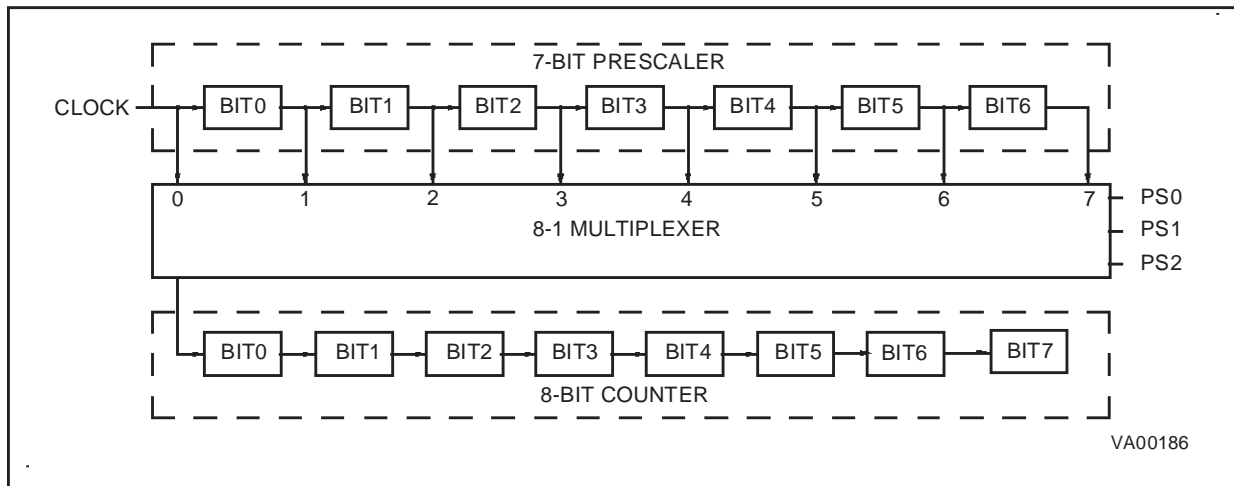 7-BIT PRESCALER
CLOCK BIT0 BIT1 BIT2 BIT3 BIT4 BIT5 BIT6
0 1 2 3 4 5 6 7 PS0
8-1 MULTIPLEXER PS1
PS2
BIT0 BIT1 BIT2 BIT3 BIT4 BIT5 BIT6 BIT7
8-BIT COUNTER
VA00186